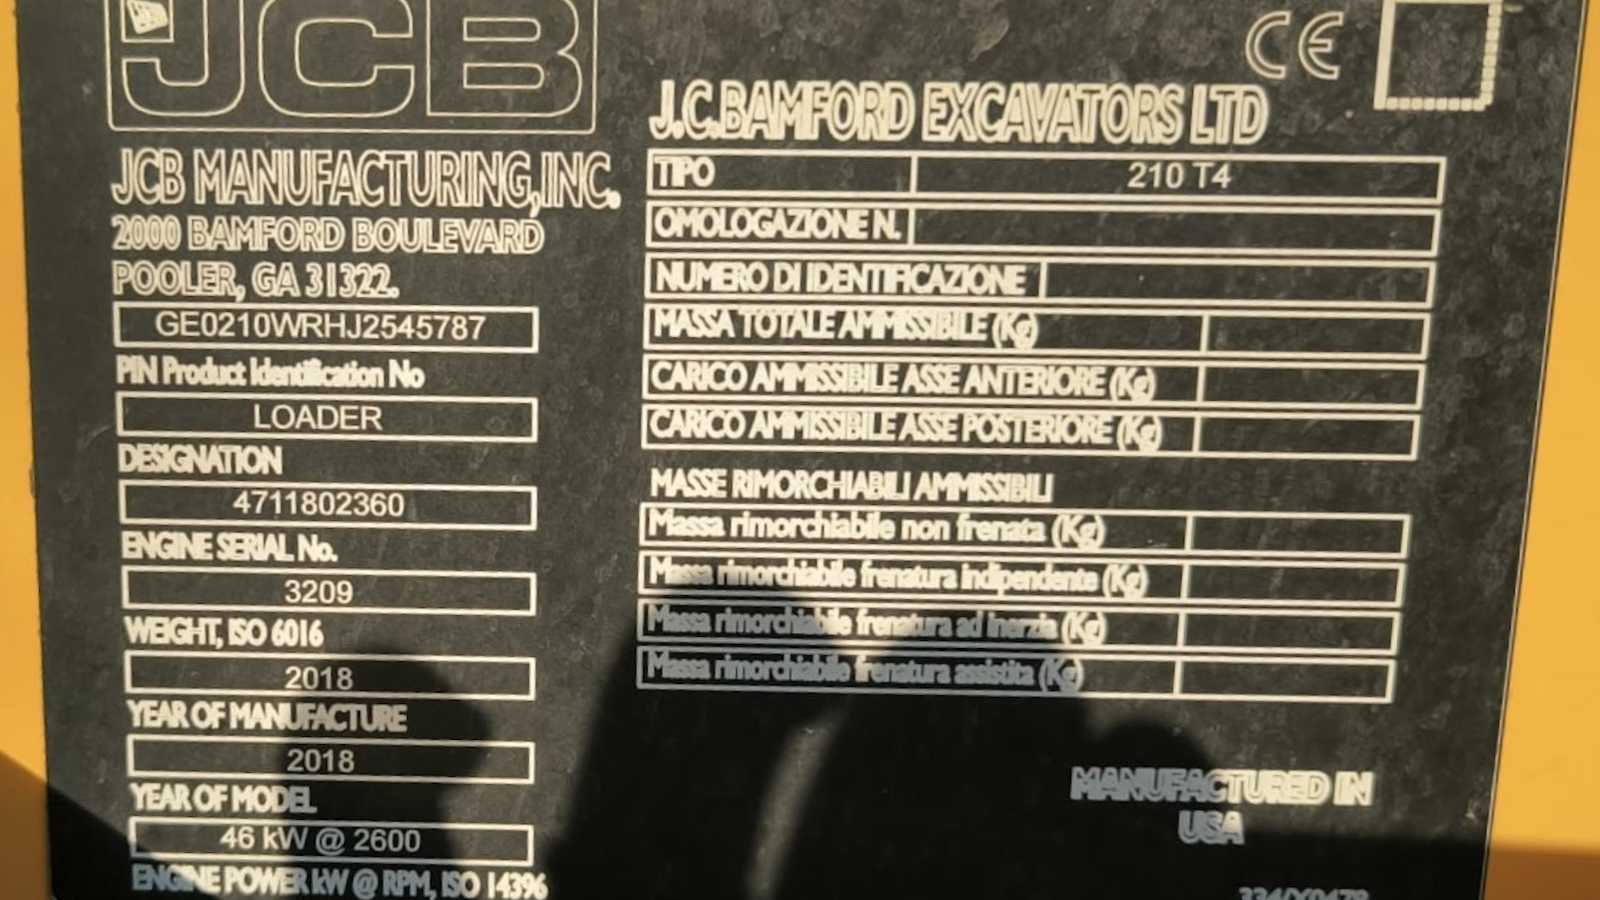 JCB
JCB MANUFACTURING,INC.
2000 BAMFORD BOULEVARD
POOLER, GA 31322.
GE0210WRHJ2545787
PIN Product Identification No
LOADER
DESIGNATION
4711802360
ENGINE SERIAL No.
3209
WEIGHT, ISO 6016
2018
YEAR OF MANUFACTURE
2018
YEAR OF MODEL
46 kW @ 2600
ENGINE POWER kW @ RPM, ISO 14396
CE
J.C.BAMFORD EXCAVATORS LTD
TIPO 210 T4
OMOLOGAZIONE N.
NUMERO DI IDENTIFICAZIONE
MASSA TOTALE AMMISSIBILE (Kg)
CARICO AMMISSIBILE ASSE ANTERIORE (Kg)
CARICO AMMISSIBILE ASSE POSTERIORE (Kg)
MASSE RIMORCHIABILI AMMISSIBILI
Massa rimorchiabile non frenata (Kg)
Massa rimorchiabile frenatura indipendente (Kg)
Massa rimorchiabile frenatura ad inerzia (Kg)
Massa rimorchiabile frenatura assistita (Kg)
MANUFACTURED IN
USA